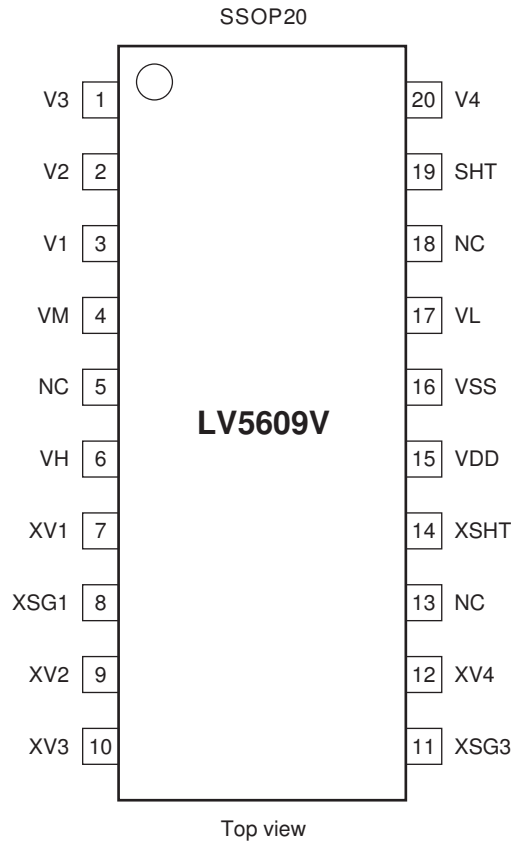 SSOP20
V3 1 20 V4
V2 2 19 SHT
V1 3 18 NC
VM 4 17 VL
NC 5 16 VSS
LV5609V
VH 6 15 VDD
XV1 7 14 XSHT
XSG1 8 13 NC
XV2 9 12 XV4
XV3 10 11 XSG3
Top view